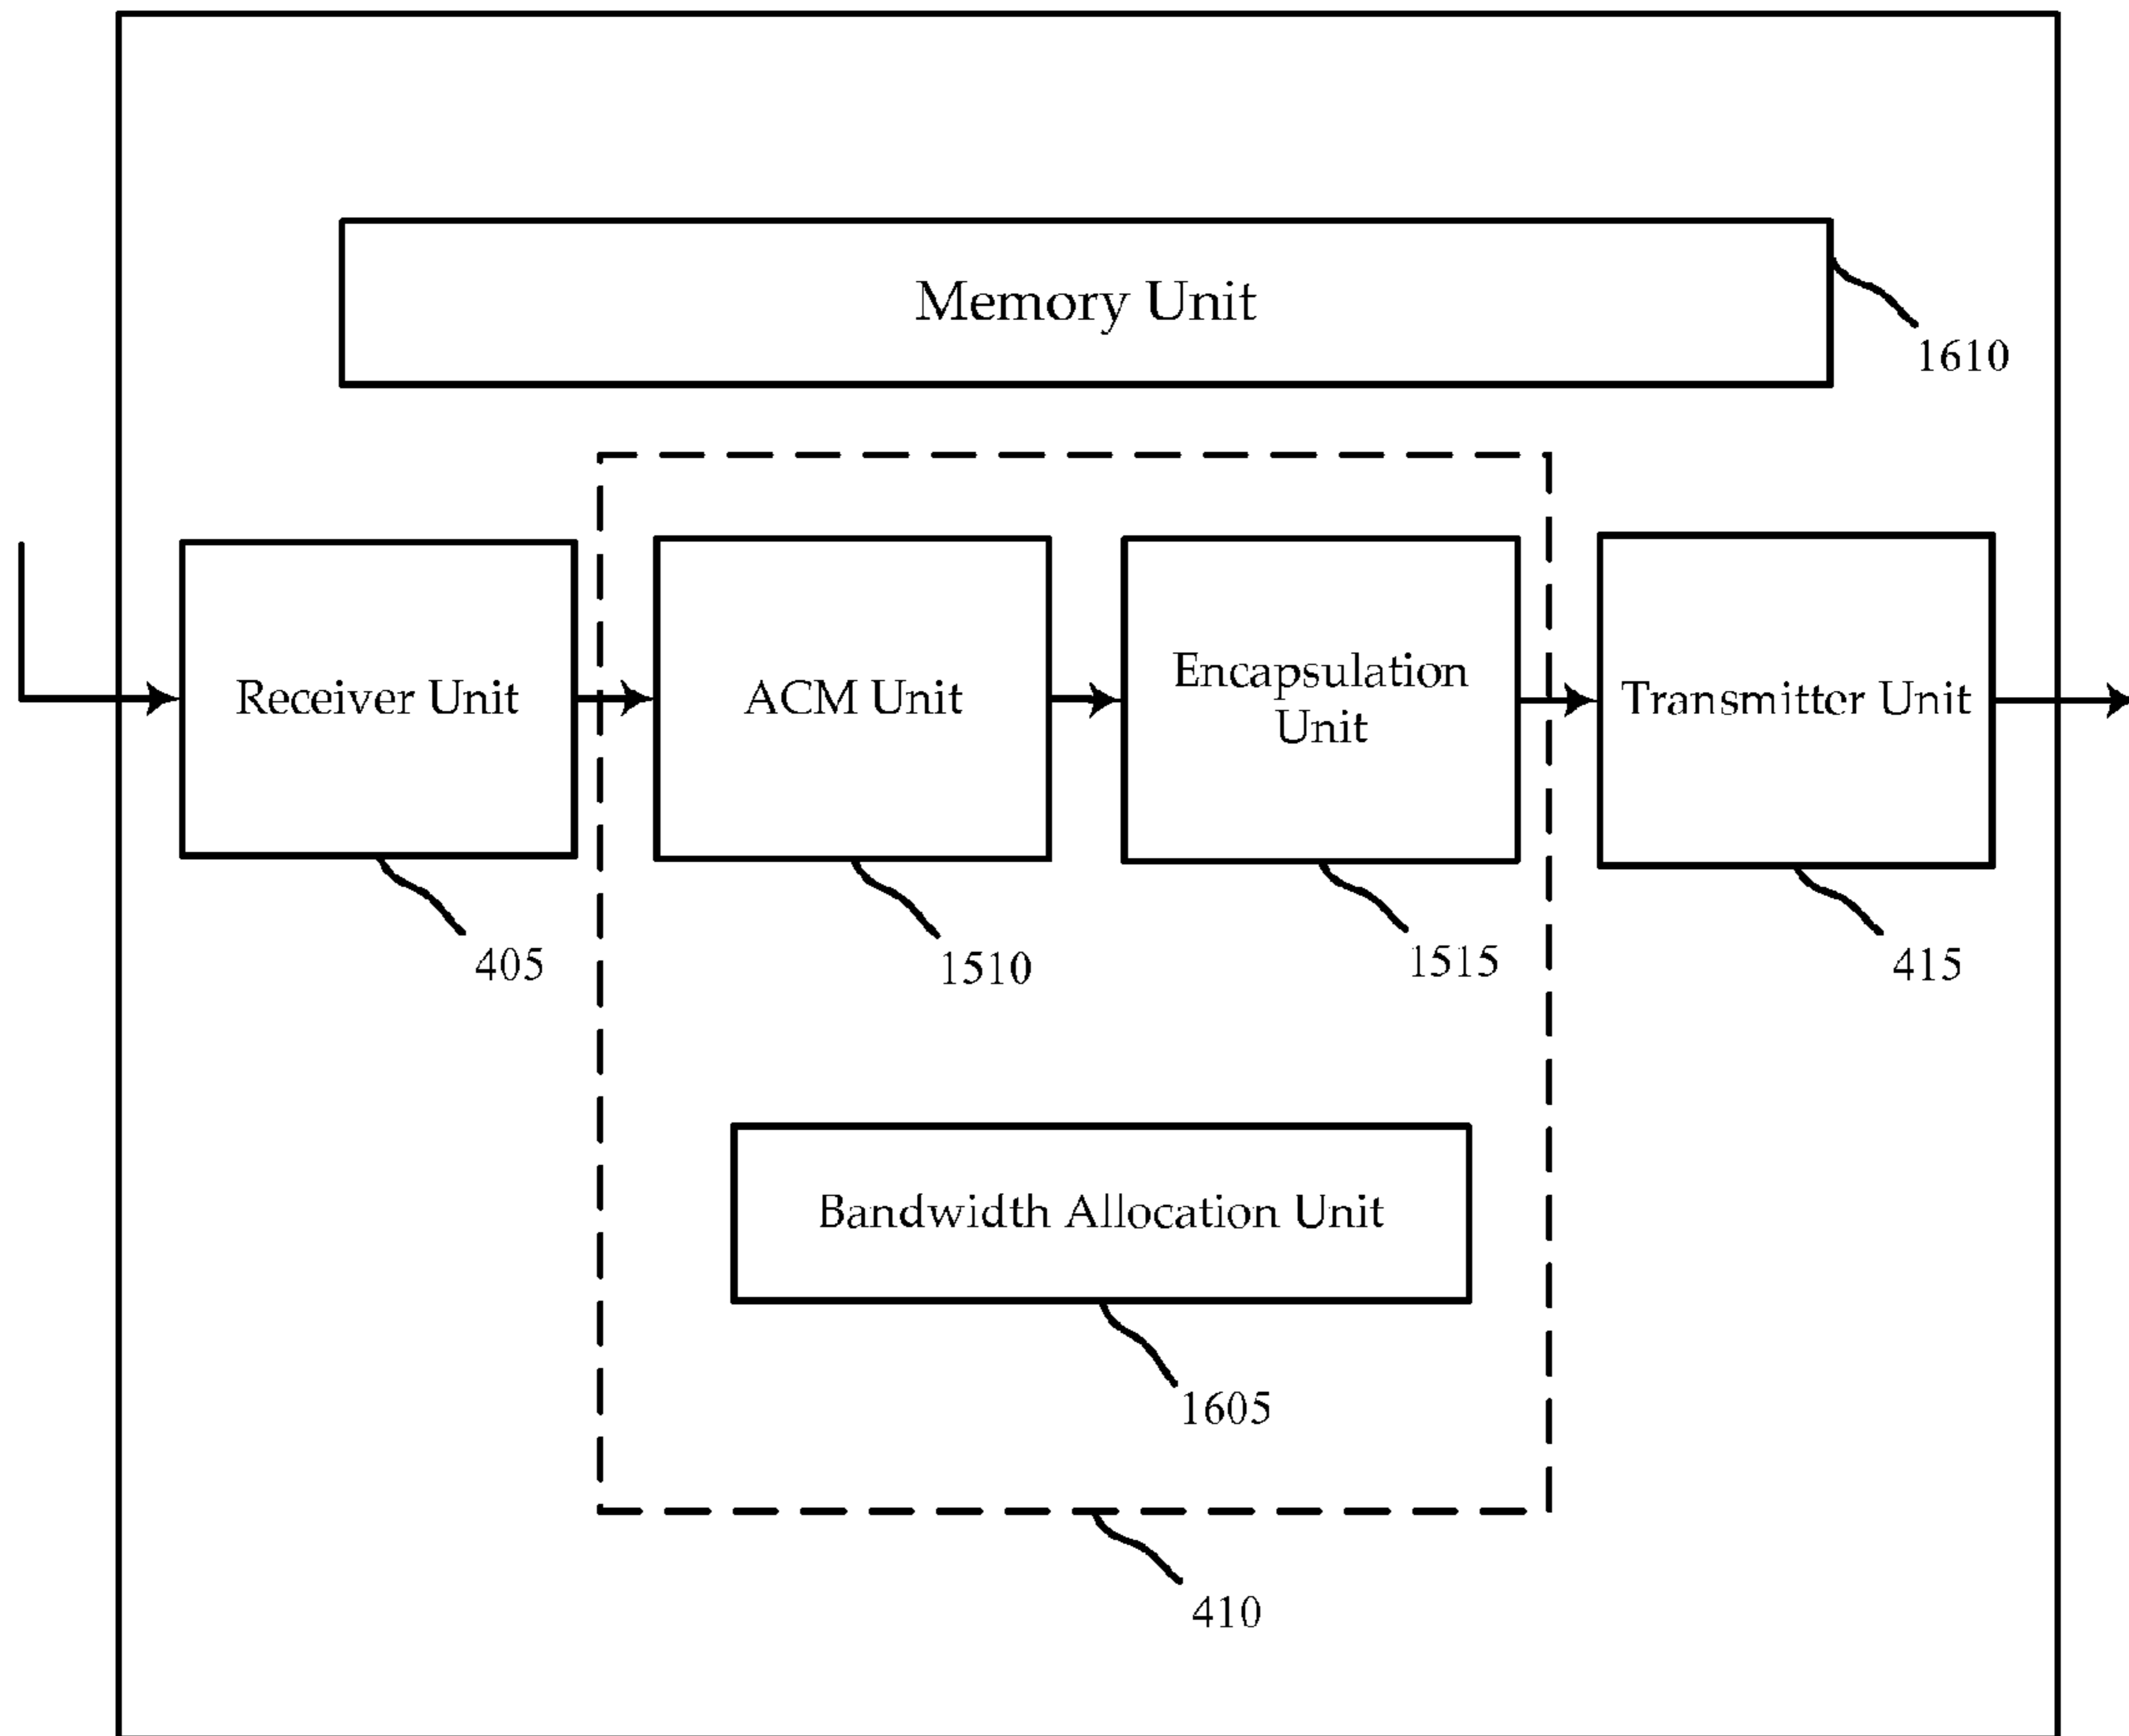 Memory Unit
1610
Receiver Unit
ACM Unit
Encapsulation
Unit
Transmitter Unit
405
1510
1515
415
Bandwidth Allocation Unit
1605
410